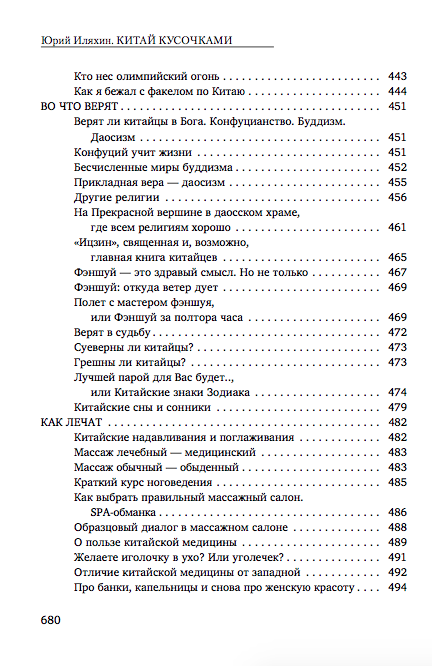 Юрий Иляхин. КИТАЙ КУСОЧКАМИ
Кто нес олимпийский огонь . . . . . . . . . . . . . . . . . . . . . . . 443
Как я бежал с факелом по Китаю . . . . . . . . . . . . . . . . . . . . 444
ВО ЧТО ВЕРЯТ . . . . . . . . . . . . . . . . . . . . . . . . . . . . . . . . . . . . . 451
Верят ли китайцы в Бога. Конфуцианство. Буддизм.
Даосизм . . . . . . . . . . . . . . . . . . . . . . . . . . . . . . . . . . . . . 451
Конфуций учит жизни . . . . . . . . . . . . . . . . . . . . . . . . . . . 451
Бесчисленные миры буддизма . . . . . . . . . . . . . . . . . . . . . . 452
Прикладная вера — даосизм . . . . . . . . . . . . . . . . . . . . . . . 455
Другие религии . . . . . . . . . . . . . . . . . . . . . . . . . . . . . . . . 456
На Прекрасной вершине в даосском храме,
где всем религиям хорошо . . . . . . . . . . . . . . . . . . . . . . 461
«Ицзин», священная и, возможно,
главная книга китайцев . . . . . . . . . . . . . . . . . . . . . . . . 465
Фэншуй — это здравый смысл. Но не только . . . . . . . . . . . 467
Фэншуй: откуда ветер дует . . . . . . . . . . . . . . . . . . . . . . . . 469
Полет с мастером фэншуя,
или Фэншуй за полтора часа . . . . . . . . . . . . . . . . . . . . 469
Верят в судьбу . . . . . . . . . . . . . . . . . . . . . . . . . . . . . . . . . 472
Суеверны ли китайцы? . . . . . . . . . . . . . . . . . . . . . . . . . . . 473
Грешны ли китайцы? . . . . . . . . . . . . . . . . . . . . . . . . . . . . 473
Лучшей парой для Вас будет..,
или Китайские знаки Зодиака . . . . . . . . . . . . . . . . . . . 474
Китайские сны и сонники . . . . . . . . . . . . . . . . . . . . . . . . . 479
КАК ЛЕЧАТ . . . . . . . . . . . . . . . . . . . . . . . . . . . . . . . . . . . . . . . 482
Китайские надавливания и поглаживания . . . . . . . . . . . . . 482
Массаж лечебный — медицинский . . . . . . . . . . . . . . . . . . 483
Массаж обычный — обыденный . . . . . . . . . . . . . . . . . . . . 483
Краткий курс ноговедения . . . . . . . . . . . . . . . . . . . . . . . . 485
Как выбрать правильный массажный салон.
SPA-обманка . . . . . . . . . . . . . . . . . . . . . . . . . . . . . . . . . 486
Образцовый диалог в массажном салоне . . . . . . . . . . . . . . 488
О пользе китайской медицины . . . . . . . . . . . . . . . . . . . . . 489
Желаете иголочку в ухо? Или уголечек? . . . . . . . . . . . . . . . 491
Отличие китайской медицины от западной . . . . . . . . . . . . 492
Про банки, капельницы и снова про женскую красоту . . . . 494
680